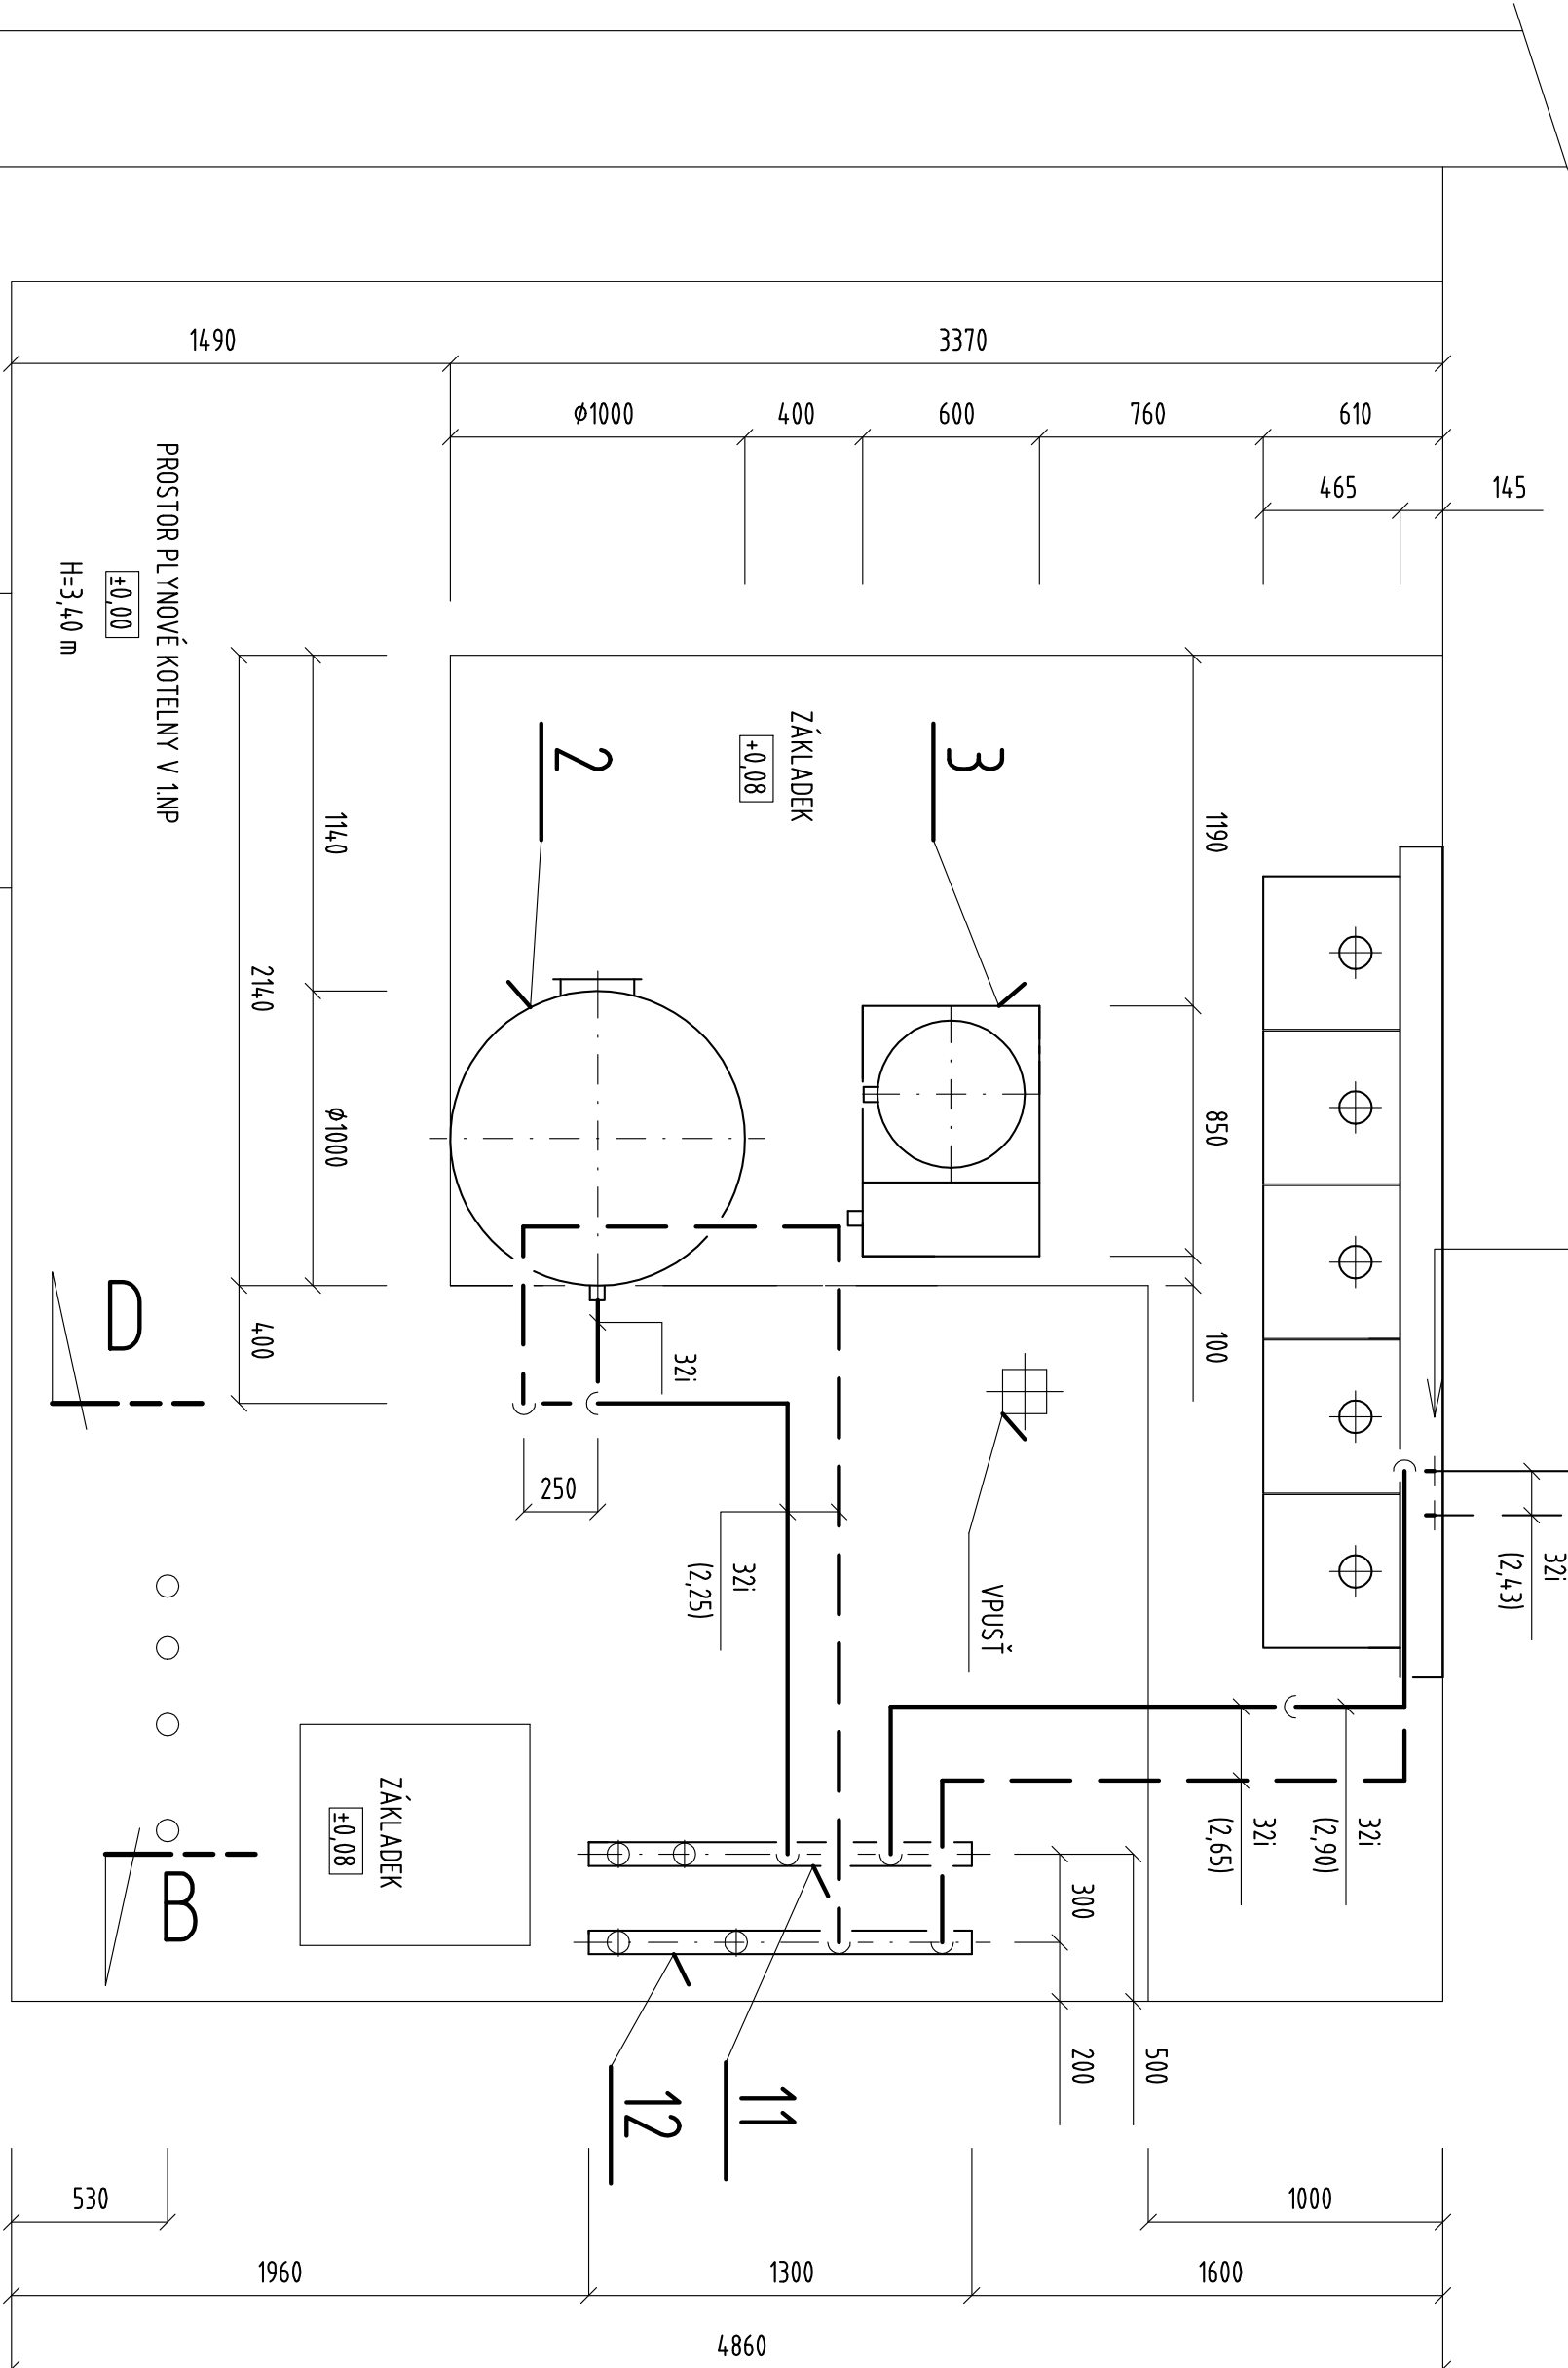 1490
3370
ϕ1000
400
600
760
610
465
145
PROSTOR PLYNOVÉ KOTELNY V 1.NP
±0,00
H=3,40 m
ZÁKLADEK
+0,08
2
3
1140
1190
2140
ϕ1000
850
400
100
D
32i
250
32i
(2,25)
VPUSŤ
32i
(2,43)
32i
(2,90)
32i
(2,65)
ZÁKLADEK
±0,08
B
300
200
500
11
12
530
1000
1960
1300
1600
4860